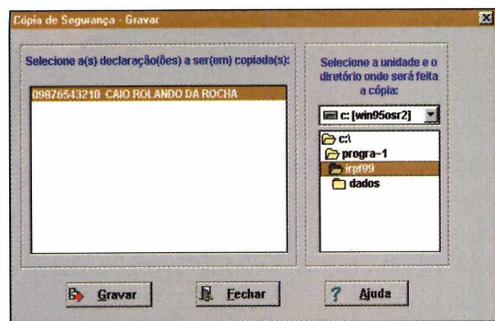 Cópia de Segurança - Gravar
Selecione a(s) declaração(ões) a ser(em) copiada(s):
09876543210 CAIO ROLANDO DA ROCHA
Selecione a unidade e o
diretório onde será feita
a cópia:
c: [win95osr2]
c:\
progra~1
irpf99
dados
Gravar
Fechar
? Ajuda